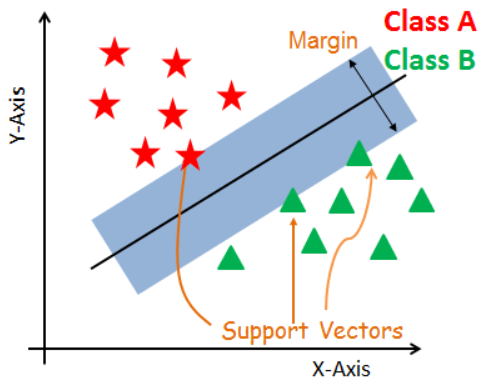 Class A
Margin
Class B
Y-Axis
Support Vectors
X-Axis